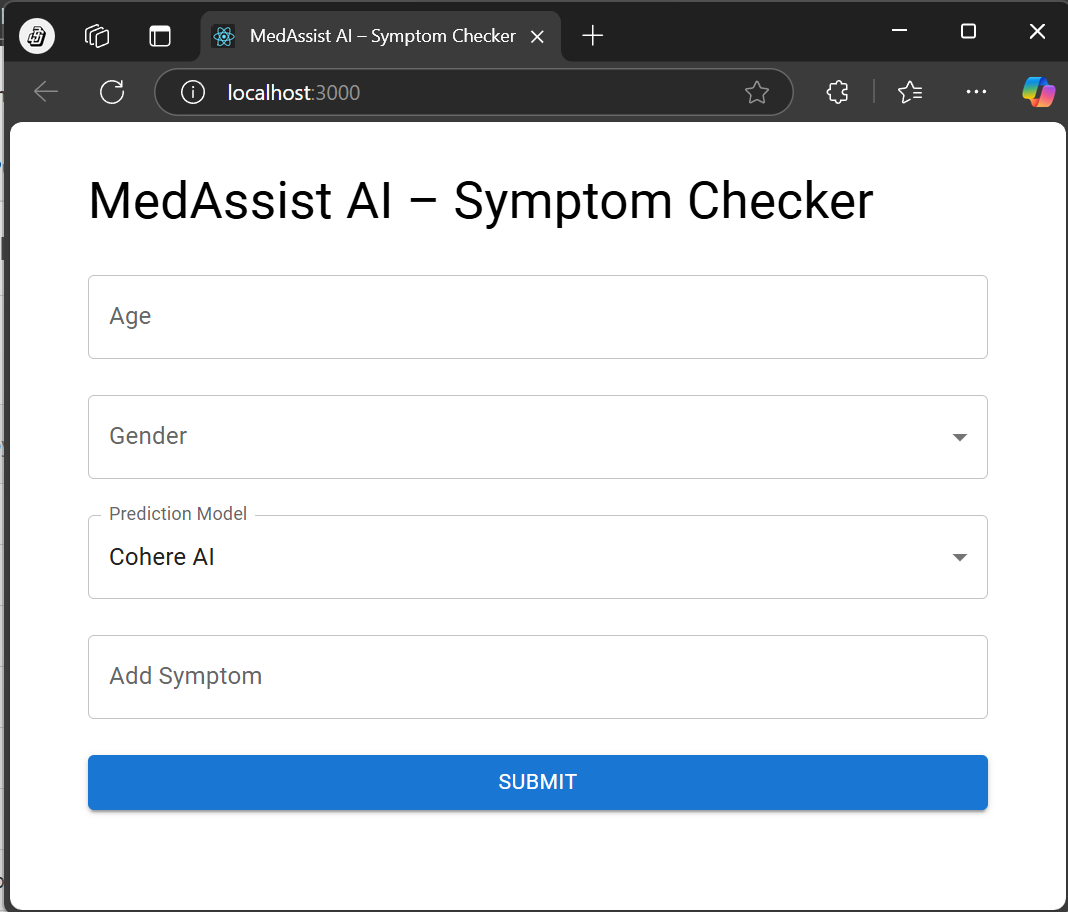 MedAssist AI – Symptom Checker
localhost:3000
MedAssist AI – Symptom Checker
Age
Gender
Prediction Model
Cohere AI
Add Symptom
SUBMIT